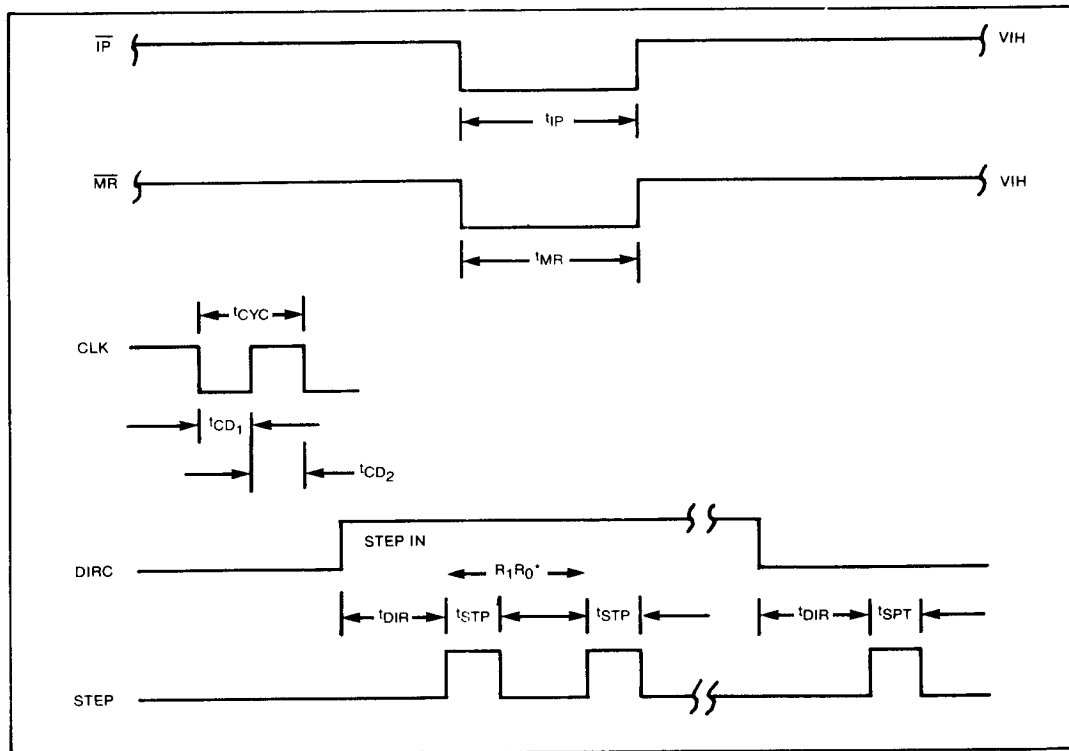 IP VIH
tIP
MR VIH
tMR
tCYC
CLK
tCD1
tCD2
STEP IN
DIRC R1R0*
tDIR tSTP tSTP tDIR tSPT
STEP